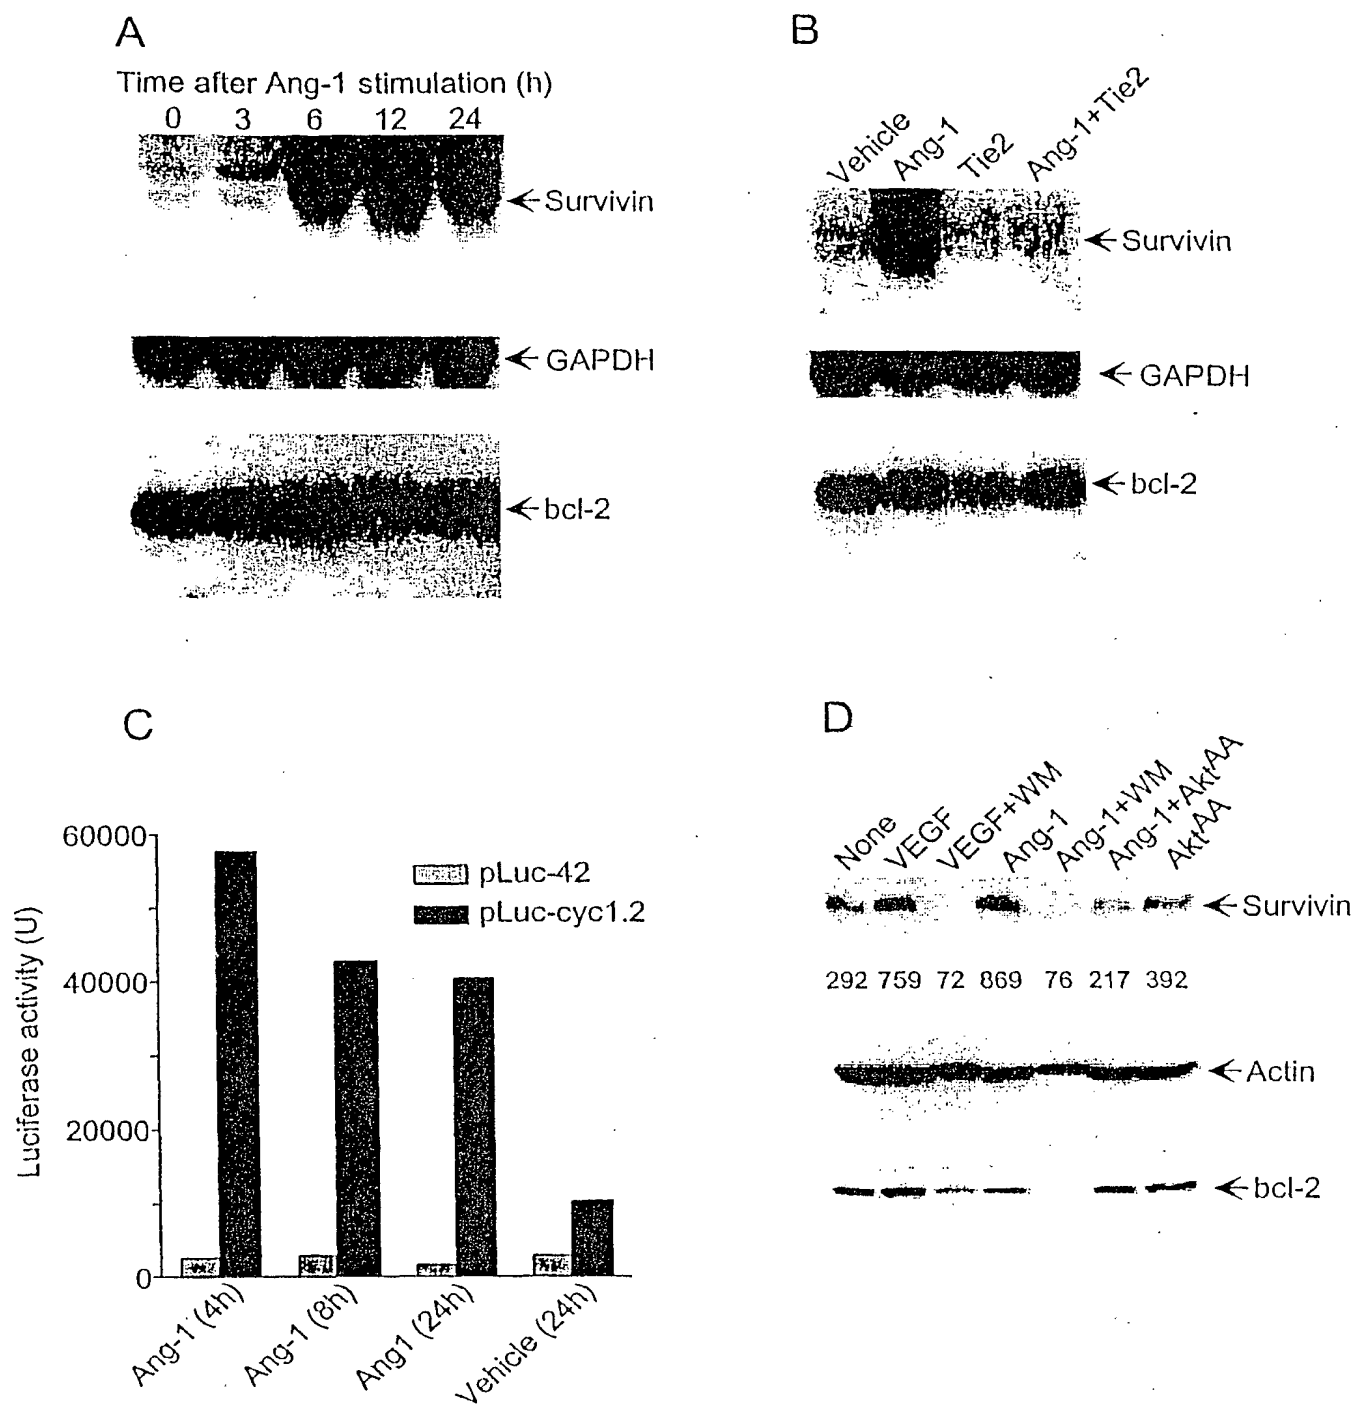 A
Time after Ang-1 stimulation (h)
0 3 6 12 24
Survivin
GAPDH
bcl-2
B
Vehicle
Ang-1
Tie2
Ang-1+Tie2
Survivin
GAPDH
bcl-2
C
Luciferase activity (U)
60000
40000
20000
0
pLuc-42
pLuc-cyc1.2
Ang-1 (4h)
Ang-1 (8h)
Ang1 (24h)
Vehicle (24h)
D
None
VEGF
VEGF+WM
Ang-1
Ang-1+WM
Ang-1+AktAA
AktAA
Survivin
292 759 72 869 76 217 392
Actin
bcl-2